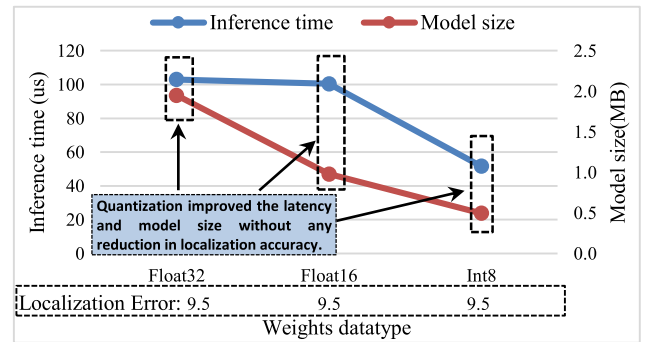 Inference time Model size
120 2.5
100 2.0
80 1.5
60 1.0
40 0.5
20 0.0
0
Inference time (us)
Model size(MB)
Quantization improved the latency
and model size without any
reduction in localization accuracy.
Float32 Float16 Int8
Localization Error: 9.5 9.5 9.5
Weights datatype